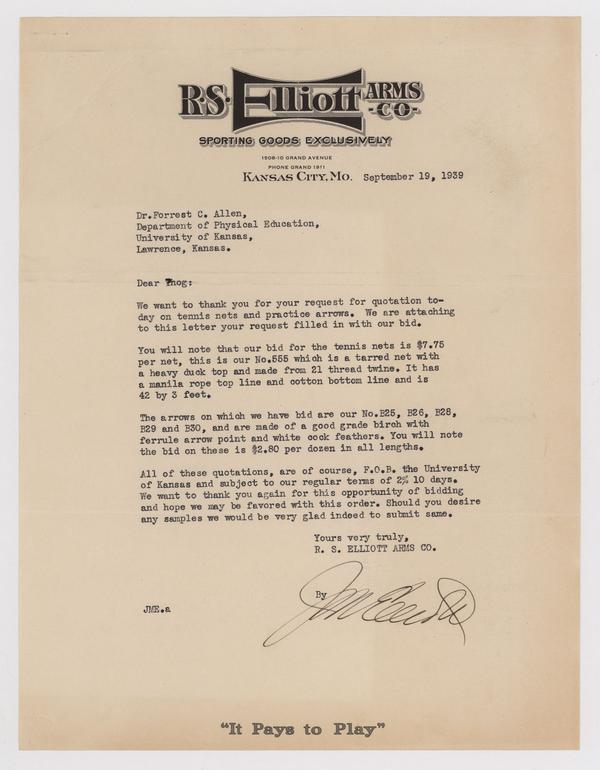 R.S. Elliott ARMS CO
SPORTING GOODS EXCLUSIVELY
1908-10 GRAND AVENUE
PHONE GRAND 1811
KANSAS CITY, MO. September 19, 1939
Dr.Forrest C. Allen,
Department of Physical Education,
University of Kansas,
Lawrence, Kansas.
Dear Phog:
We want to thank you for your request for quotation to-
day on tennis nets and practice arrows. We are attaching
to this letter your request filled in with our bid.
You will note that our bid for the tennis nets is $7.75
per net, this is our No.555 which is a tarred net with
a heavy duck top and made from 21 thread twine. It has
a manila rope top line and cotton bottom line and is
42 by 3 feet.
The arrows on which we have bid are our No.B25, B26, B28,
B29 and B30, and are made of a good grade birch with
ferrule arrow point and white cock feathers. You will note
the bid on these is $2.80 per dozen in all lengths.
All of these quotations, are of course, F.O.B. the University
of Kansas and subject to our regular terms of 2% 10 days.
We want to thank you again for this opportunity of bidding
and hope we may be favored with this order. Should you desire
any samples we would be very glad indeed to submit same.
Yours very truly,
R. S. ELLIOTT ARMS CO.
By J M Elliott
JME.a
"It Pays to Play"